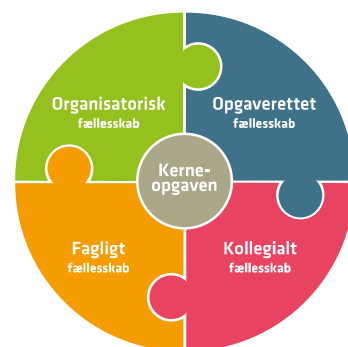 Organisatorisk
fællesskab
Opgaverettet
fællesskab
Kerne-
opgaven
Fagligt
fællesskab
Kollegialt
fællesskab